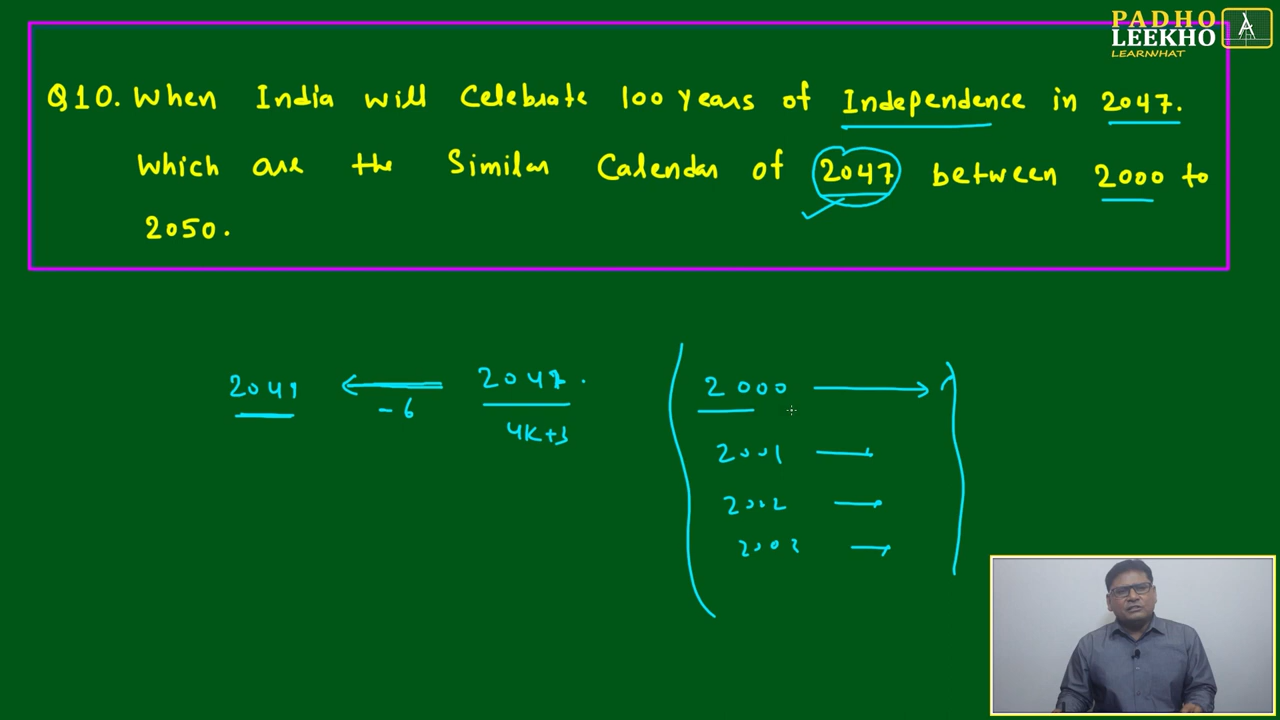 PADHO
LEEKHO
LEARNWHAT
Q10. When India will Celebrate 100 years of Independence in 2047.
Which are the Similar Calendar of 2047 between 2000 to
2050.
2041 - 6 2047. 2000
4K+3
2001
2002
2003